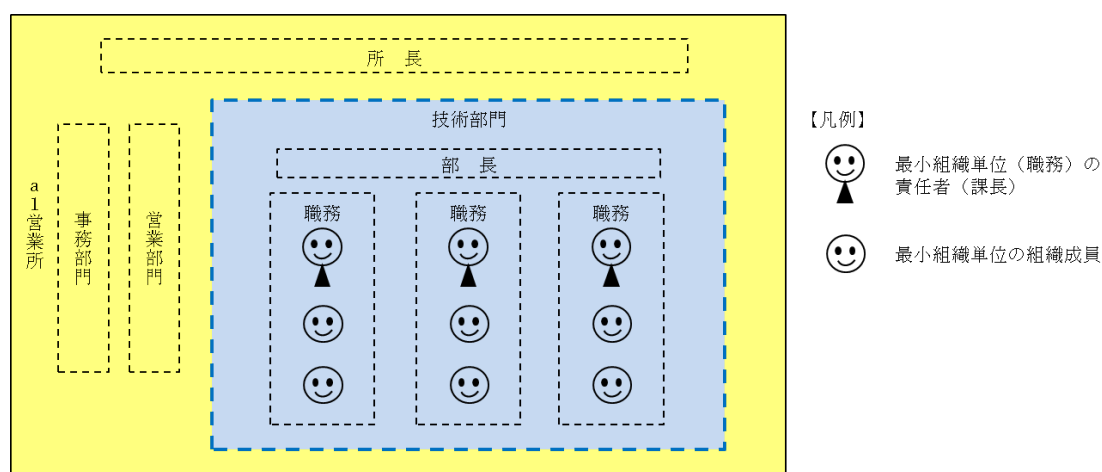 所 長
技術部門
部 長
職務
職務
職務
a1営業所
事務部門
営業部門
【凡例】
最小組織単位（職務）の
責任者（課長）
最小組織単位の組織成員